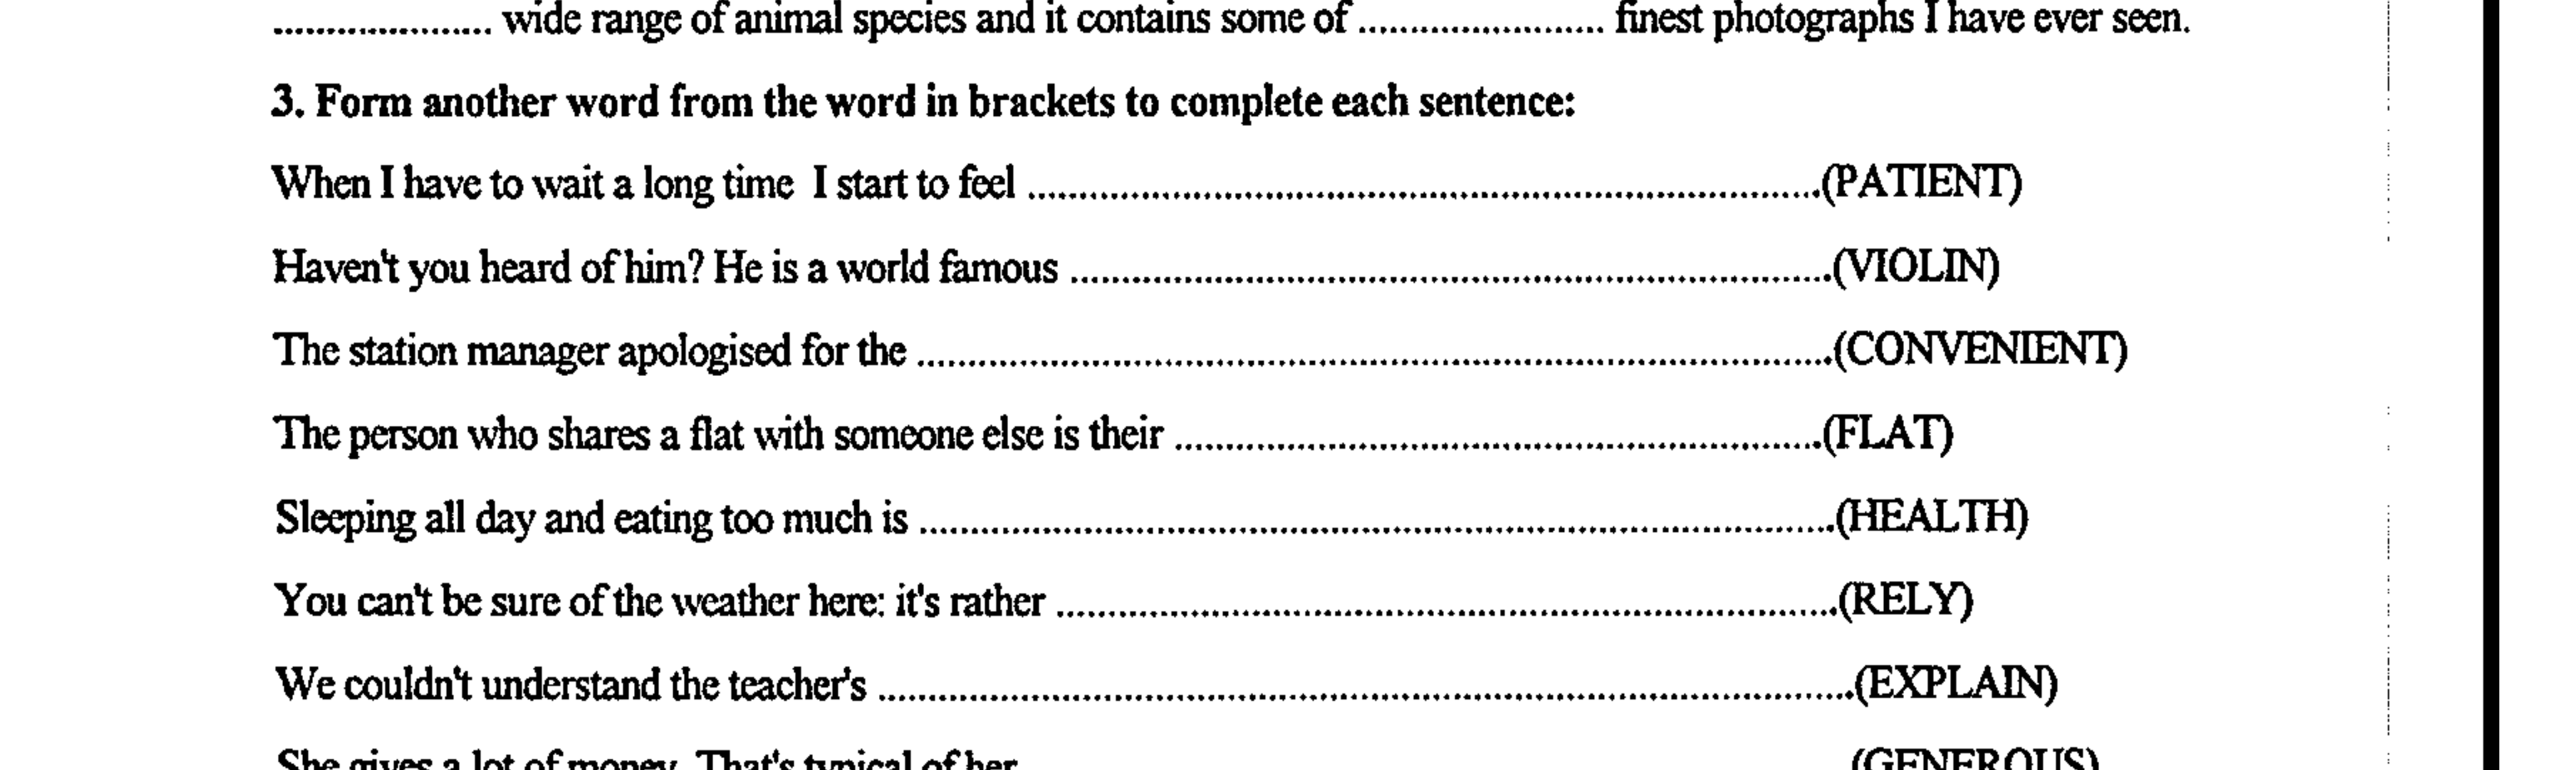 ..................... wide range of animal species and it contains some of ........................ finest photographs I have ever seen.
3. Form another word from the word in brackets to complete each sentence:
When I have to wait a long time I start to feel ..............................................................................(PATIENT)
Haven't you heard of him? He is a world famous ...........................................................................(VIOLIN)
The station manager apologised for the ..........................................................................................(CONVENIENT)
The person who shares a flat with someone else is their ................................................................(FLAT)
Sleeping all day and eating too much is ..........................................................................................(HEALTH)
You can't be sure of the weather here: it's rather .............................................................................(RELY)
We couldn't understand the teacher's ................................................................................................(EXPLAIN)
She gives a lot of money. That's typical of her (GENEROUS)